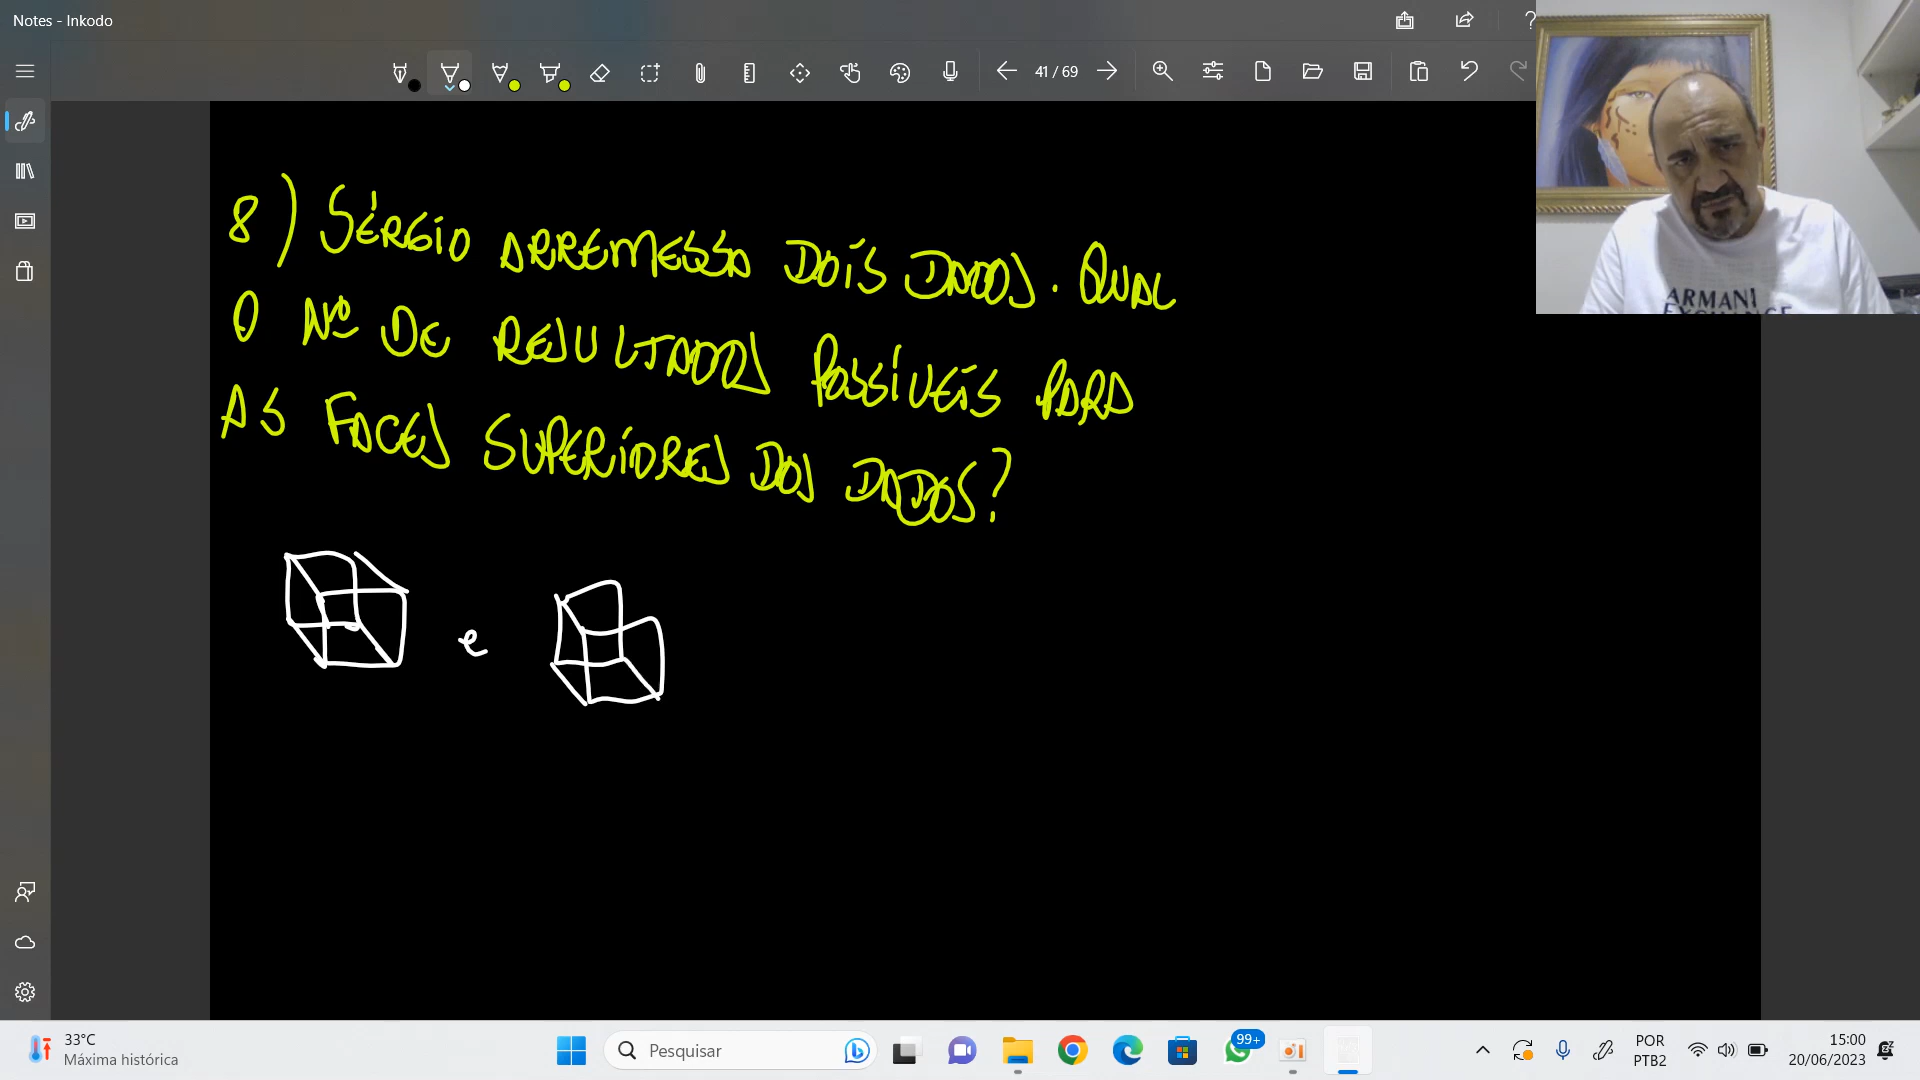 Notes - Inkodo
41 / 69
8) SÉRGIO ARREMESSA DOIS DADOS. QUAL
O Nº DE RESULTADOS POSSÍVEIS PARA
AS FACES SUPERIORES DOS DADOS?
e
ARMANI
EXCHANGE
33°C
Máxima histórica
Pesquisar
99+
POR
PTB2
15:00
20/06/2023